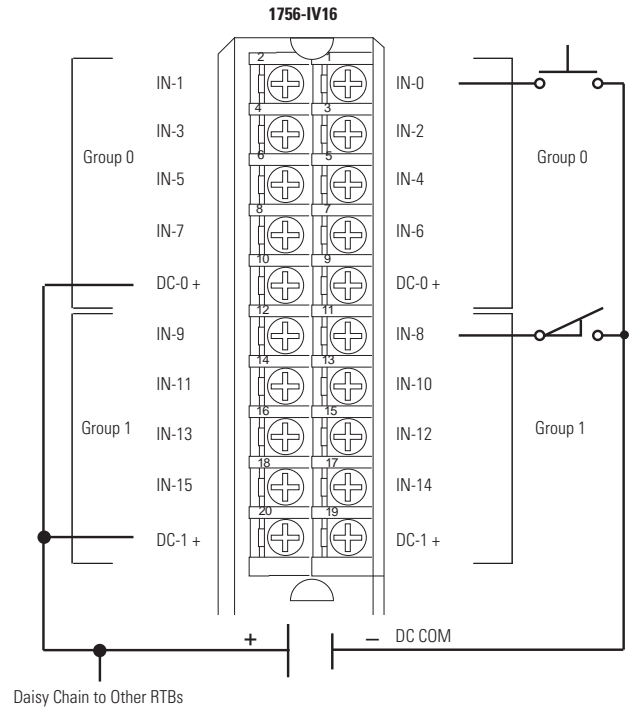 1756-IV16
2 1
IN-1 IN-0
4 3
IN-3 IN-2
6 5
Group 0 Group 0
IN-5 IN-4
8 7
IN-7 IN-6
10 9
DC-0 + DC-0 +
12 11
IN-9 IN-8
14 13
IN-11 IN-10
16 15
Group 1 IN-13 IN-12 Group 1
18 17
IN-15 IN-14
20 19
DC-1 + DC-1 +
+ – DC COM
Daisy Chain to Other RTBs